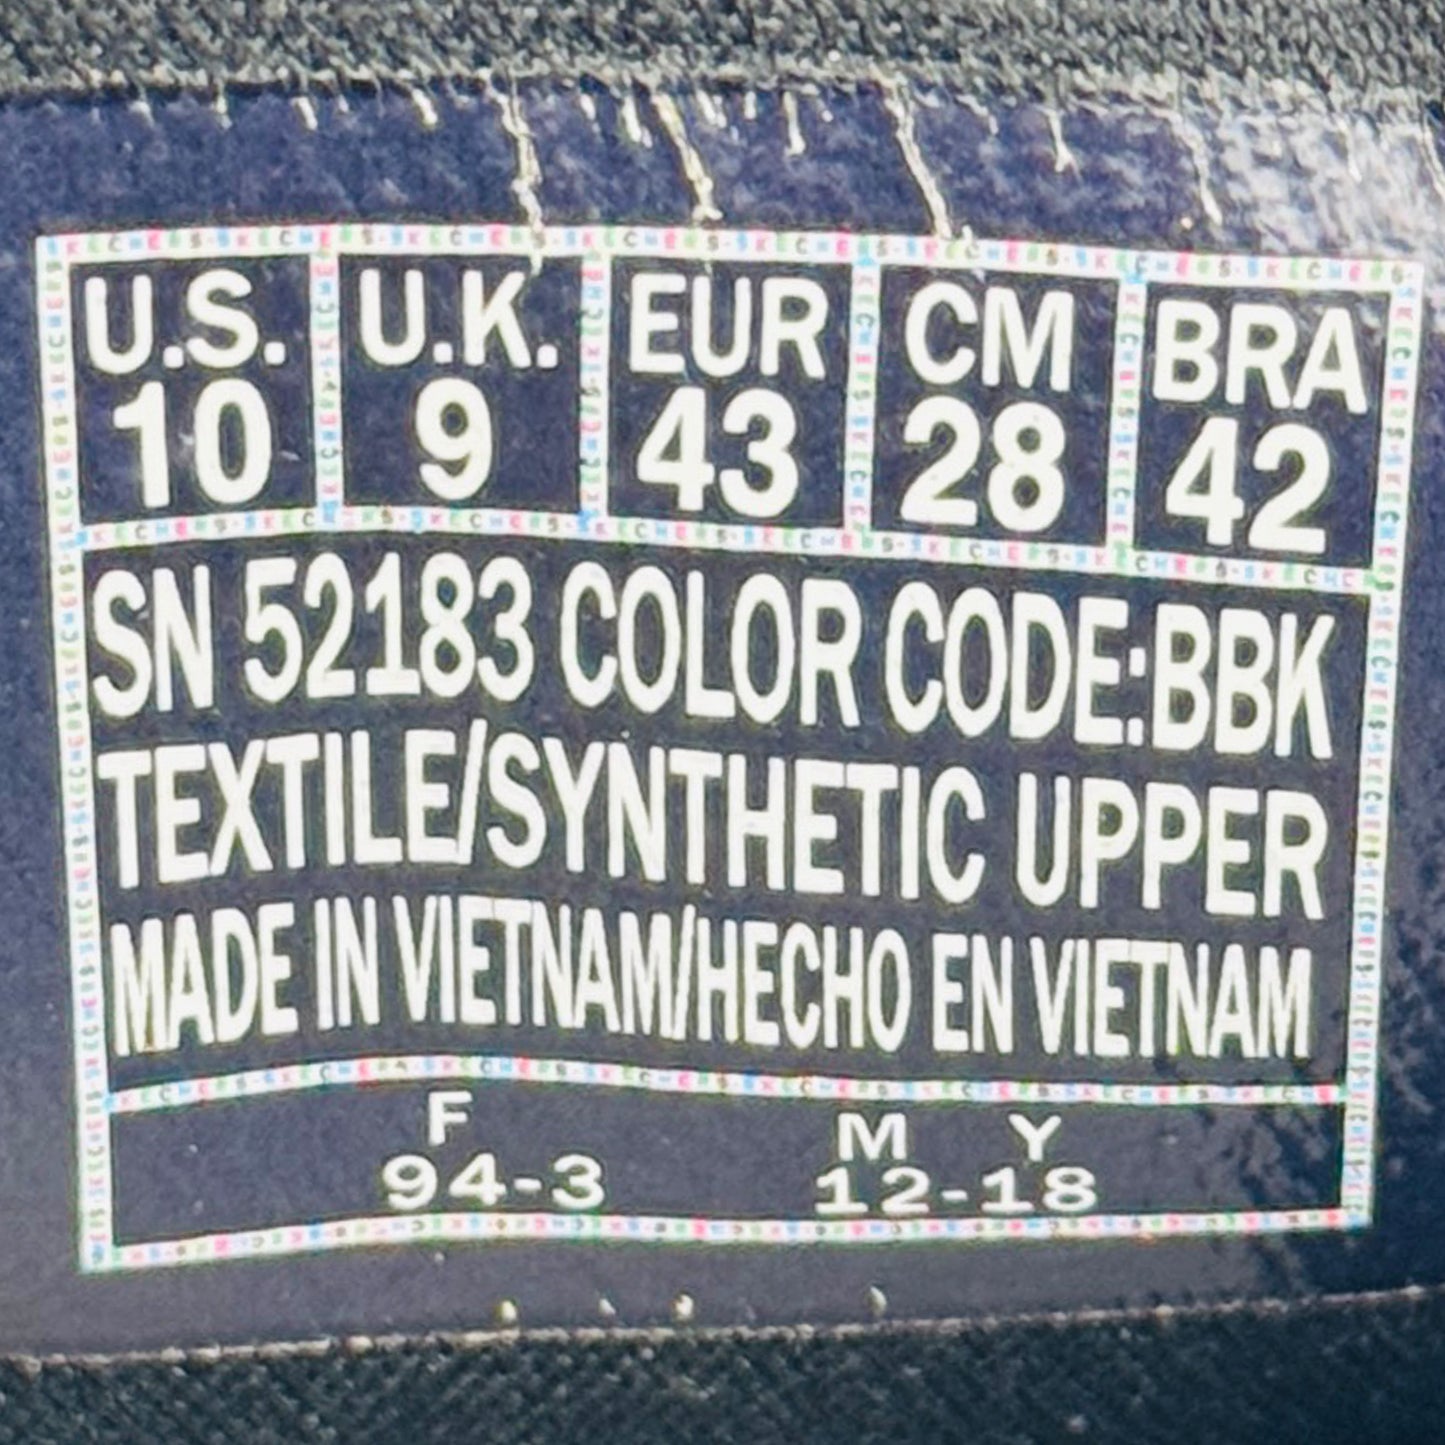 U.S. U.K. EUR CM BRA
10 9 43 28 42
SN 52183 COLOR CODE:BBK
TEXTILE/SYNTHETIC UPPER
MADE IN VIETNAM/HECHO EN VIETNAM
F M Y
94-3 12-18